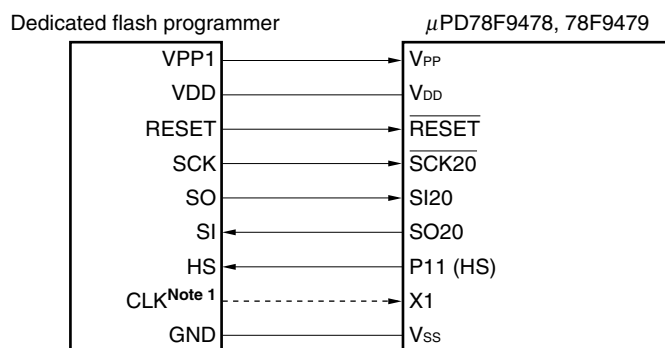 Dedicated flash programmer μPD78F9478, 78F9479
VPP1 VPP
VDD VDD
RESET RESET
SCK SCK20
SO SI20
SI SO20
HS P11 (HS)
CLKNote 1 X1
GND VSS